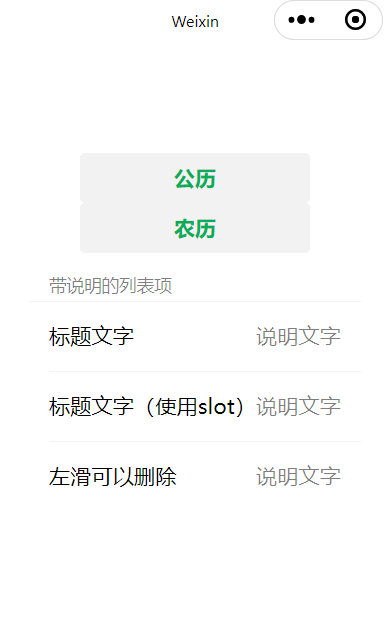 Weixin
公历
农历
带说明的列表项
标题文字 说明文字
标题文字（使用slot） 说明文字
左滑可以删除 说明文字